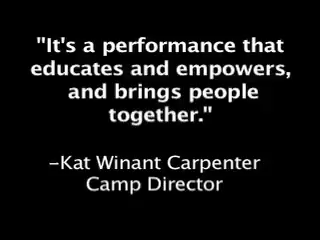 "It's a performance that
educates and empowers,
and brings people
together."
-Kat Winant Carpenter
Camp Director